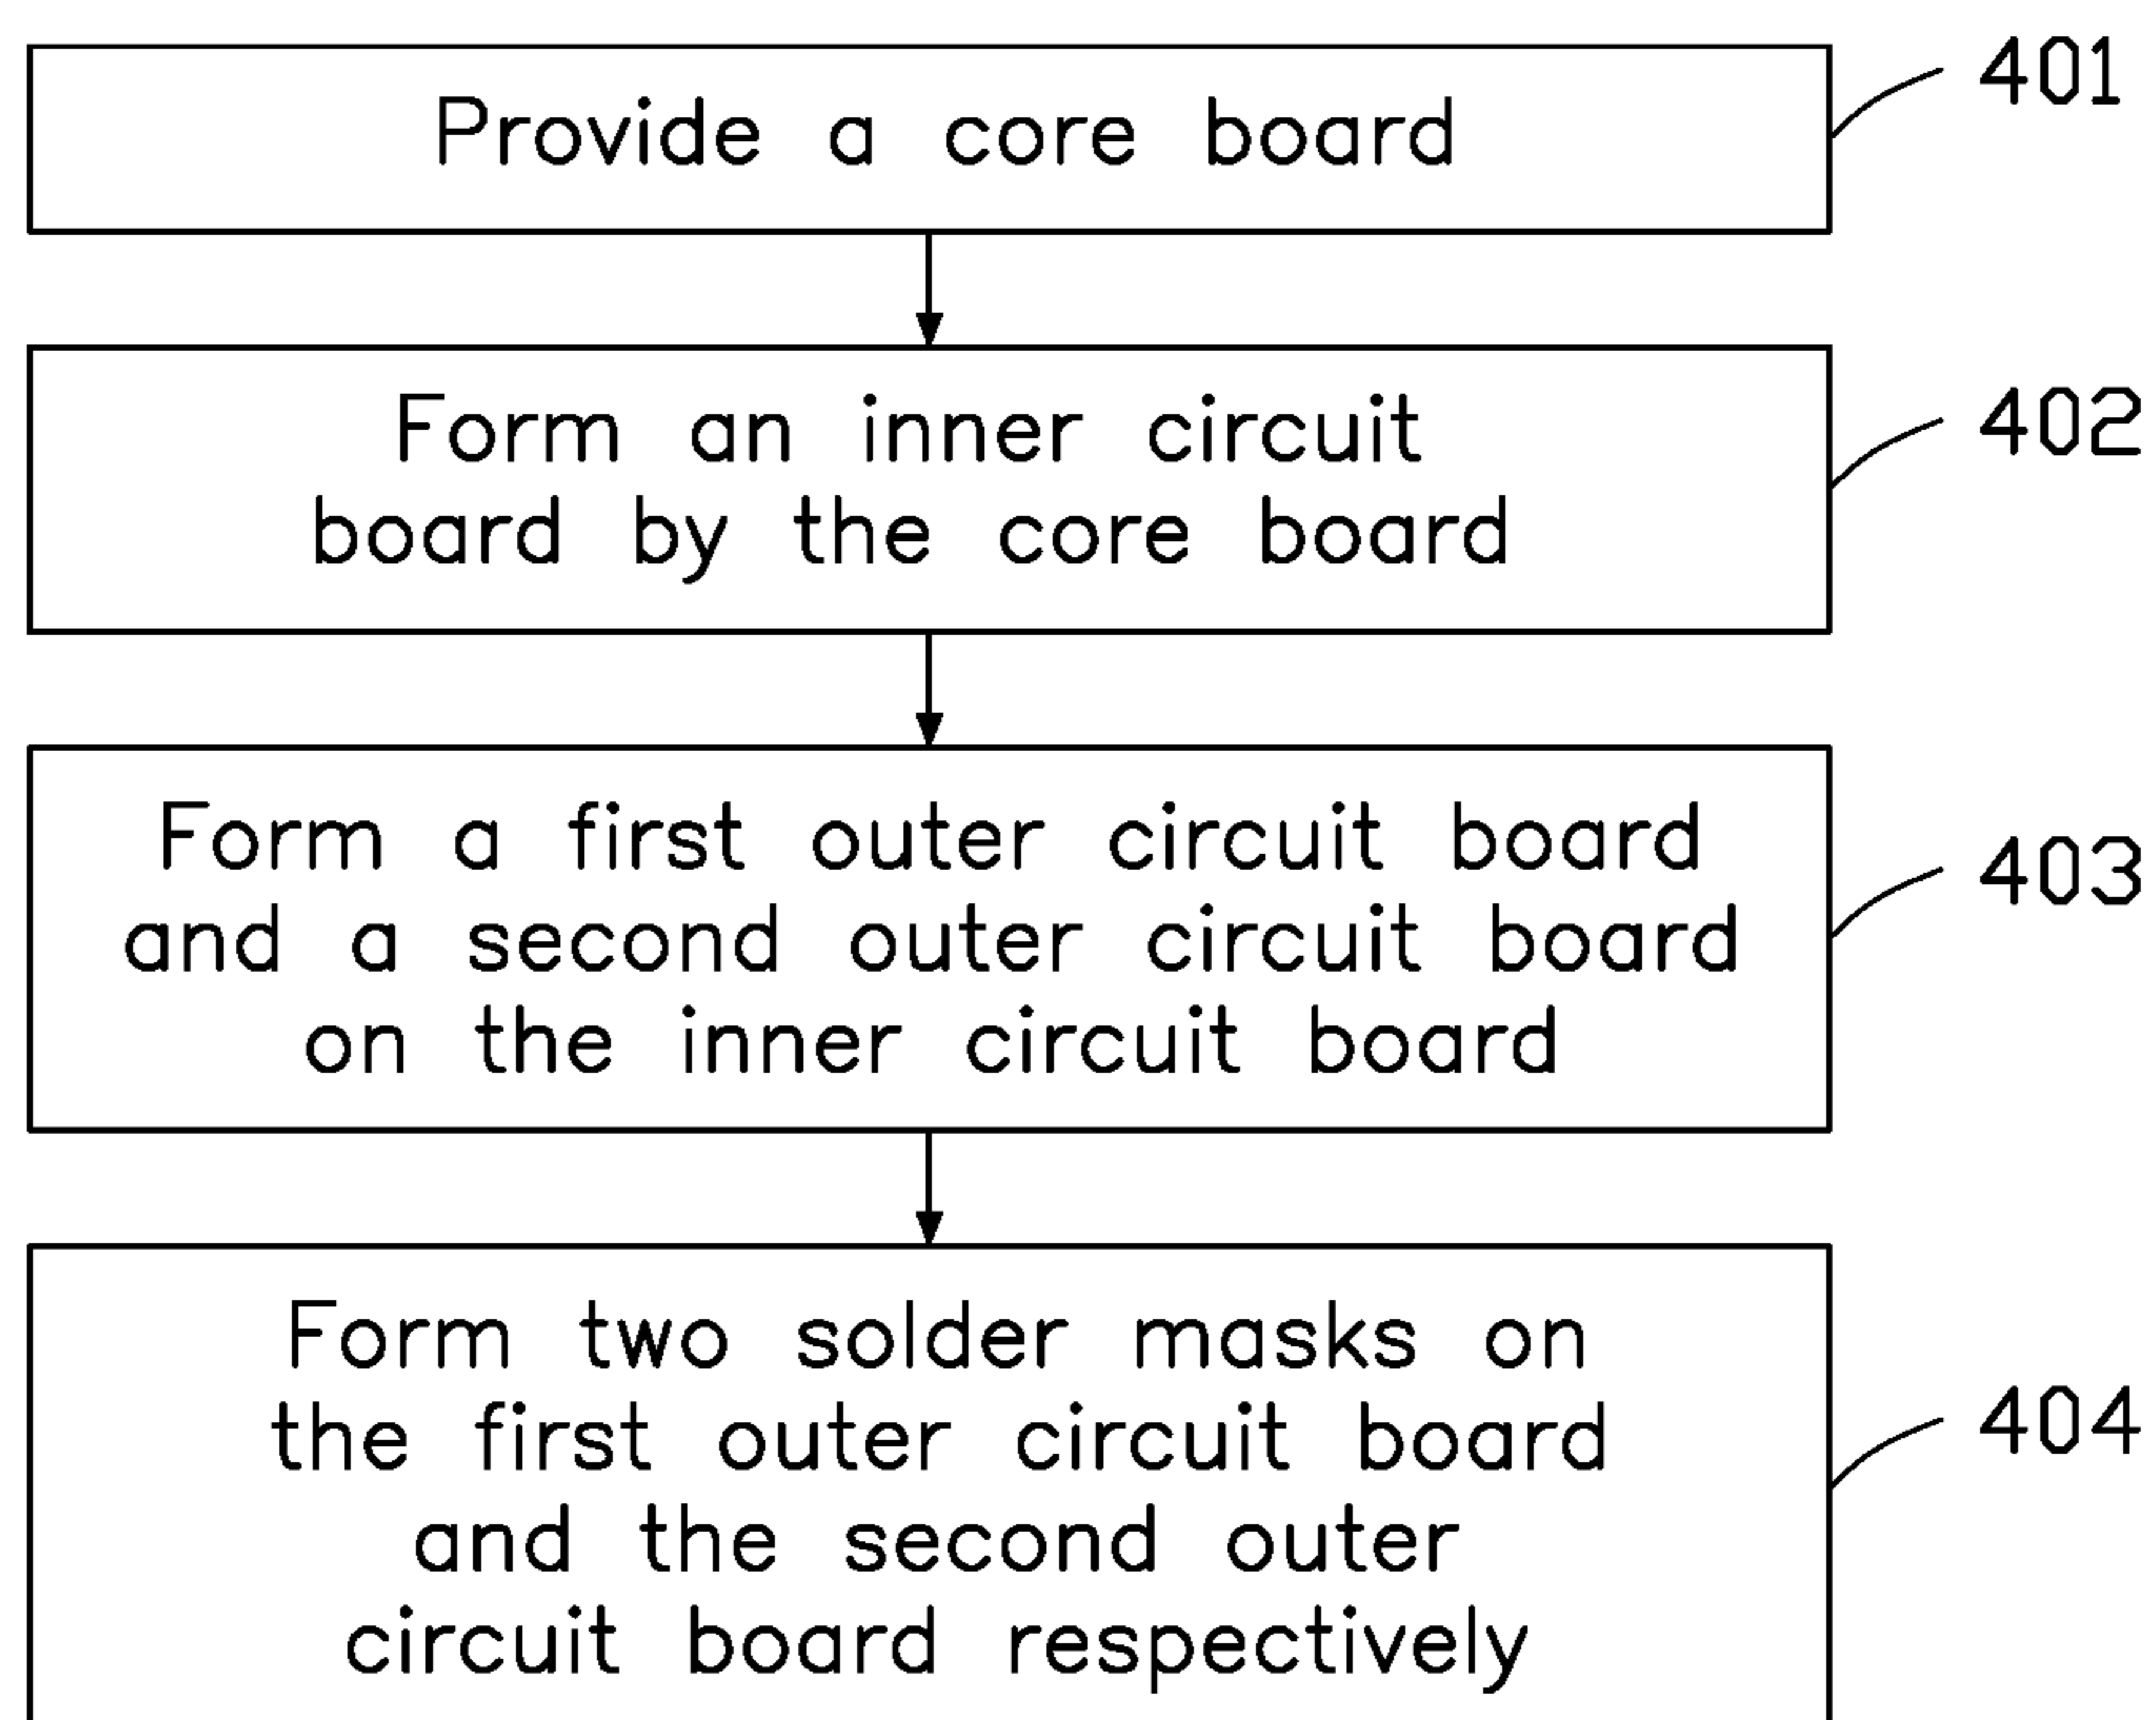 Provide a core board
401
Form an inner circuit
board by the core board
402
Form a first outer circuit board
and a second outer circuit board
on the inner circuit board
403
Form two solder masks on
the first outer circuit board
and the second outer
circuit board respectively
404